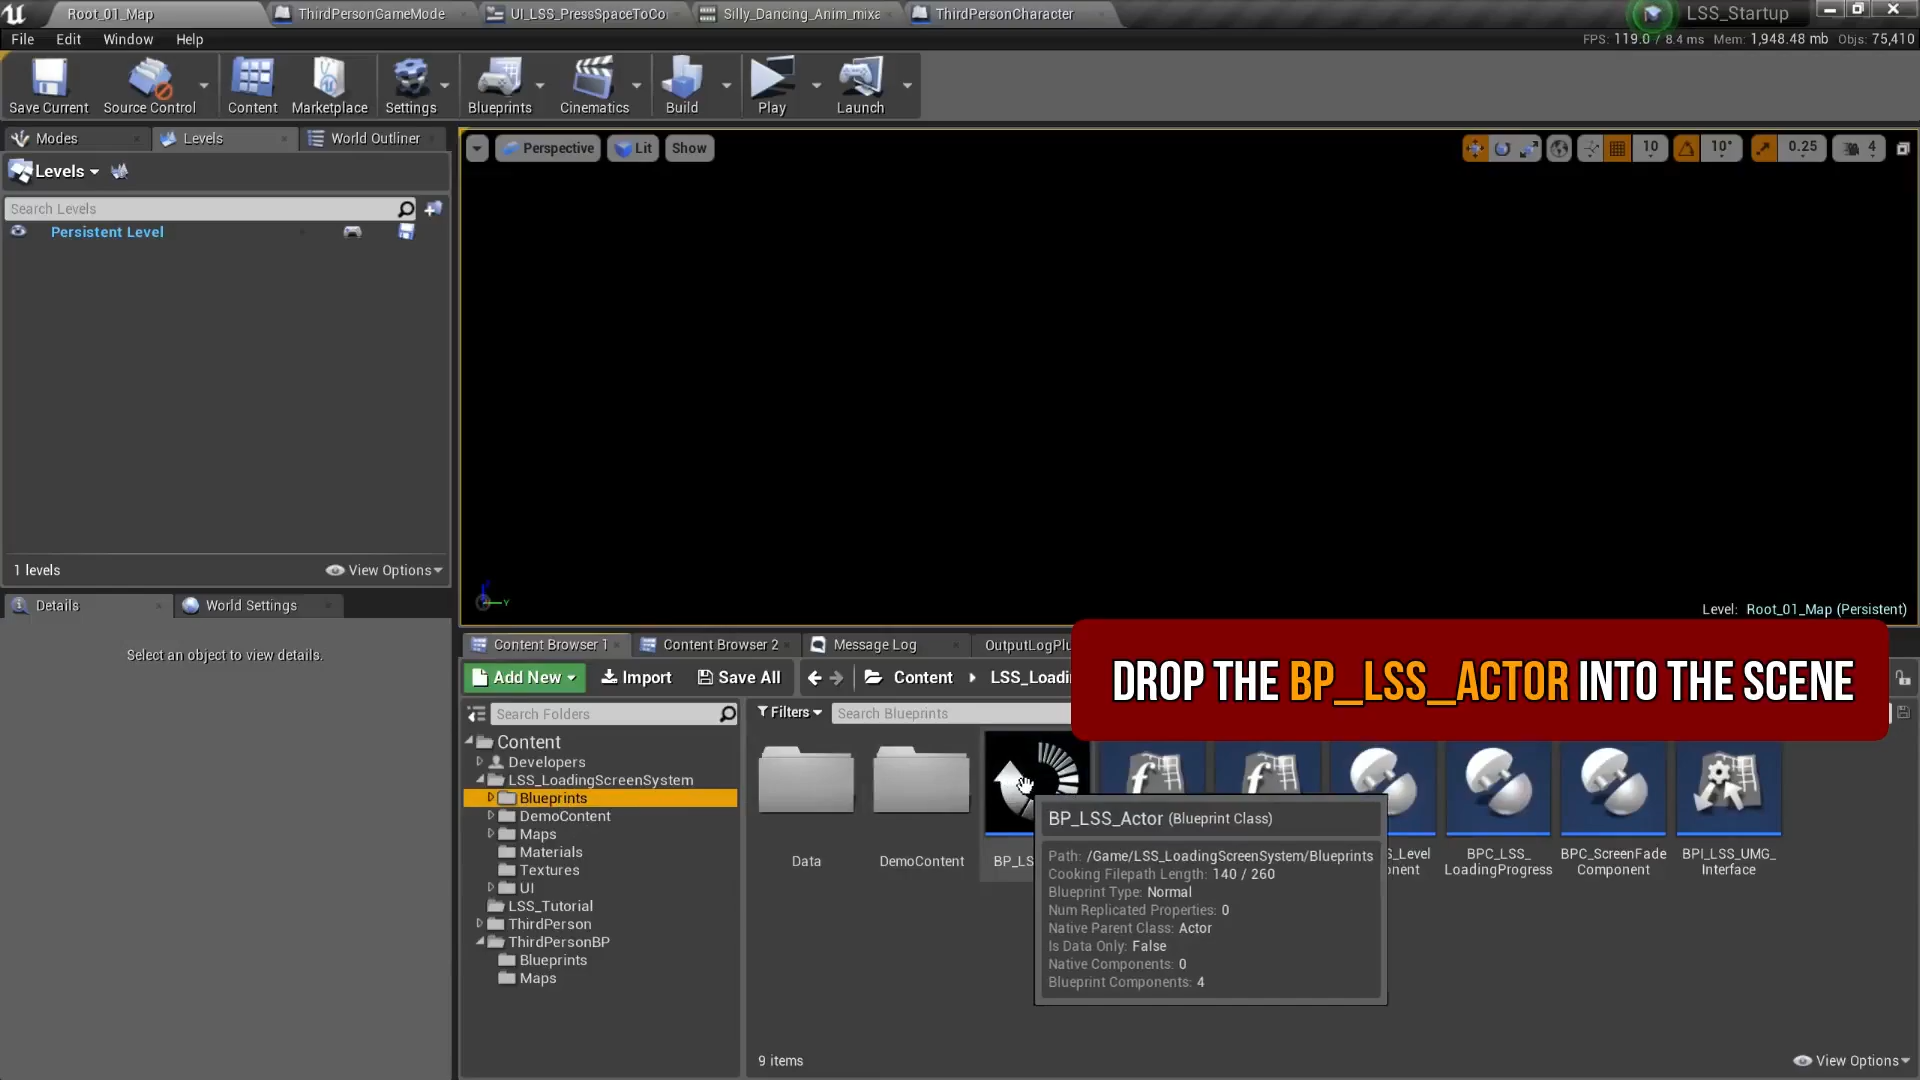 Root_01_Map
ThirdPersonGameMode
UI_LSS_PressSpaceToCo
Silly_Dancing_Anim_mixa
ThirdPersonCharacter
LSS_Startup
File Edit Window Help
FPS: 119.0 / 8.4 ms Mem: 1,948.48 mb Objs: 75,410
Save Current
Source Control
Content
Marketplace
Settings
Blueprints
Cinematics
Build
Play
Launch
Modes
Levels
World Outliner
Perspective
Lit
Show
10
10°
0.25
4
Levels
Search Levels
Persistent Level
1 levels
View Options
Level: Root_01_Map (Persistent)
Details
World Settings
Select an object to view details.
Content Browser 1
Content Browser 2
Message Log
OutputLogPlu
DROP THE BP_LSS_ACTOR INTO THE SCENE
Add New
Import
Save All
Content
LSS_Loadi
Search Folders
Filters
Search Blueprints
Content
Developers
LSS_LoadingScreenSystem
Blueprints
DemoContent
Maps
Materials
Textures
UI
LSS_Tutorial
ThirdPerson
ThirdPersonBP
Blueprints
Maps
Data
DemoContent
BP_LS
S_Level
onent
BPC_LSS_
LoadingProgress
BPC_ScreenFade
Component
BPI_LSS_UMG_
Interface
BP_LSS_Actor (Blueprint Class)
Path: /Game/LSS_LoadingScreenSystem/Blueprints
Cooking Filepath Length: 140 / 260
Blueprint Type: Normal
Num Replicated Properties: 0
Native Parent Class: Actor
Is Data Only: False
Native Components: 0
Blueprint Components: 4
9 items
View Options